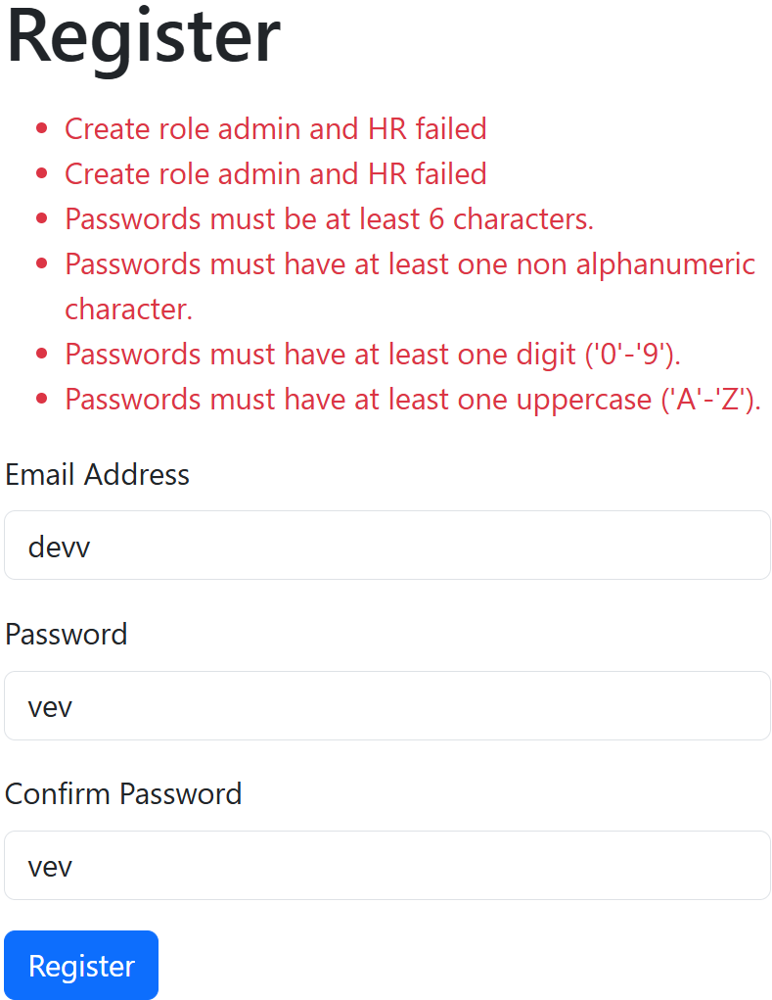 Register
Create role admin and HR failed
Create role admin and HR failed
Passwords must be at least 6 characters.
Passwords must have at least one non alphanumeric
character.
Passwords must have at least one digit ('0'-'9').
Passwords must have at least one uppercase ('A'-'Z').
Email Address
devv
Password
vev
Confirm Password
vev
Register